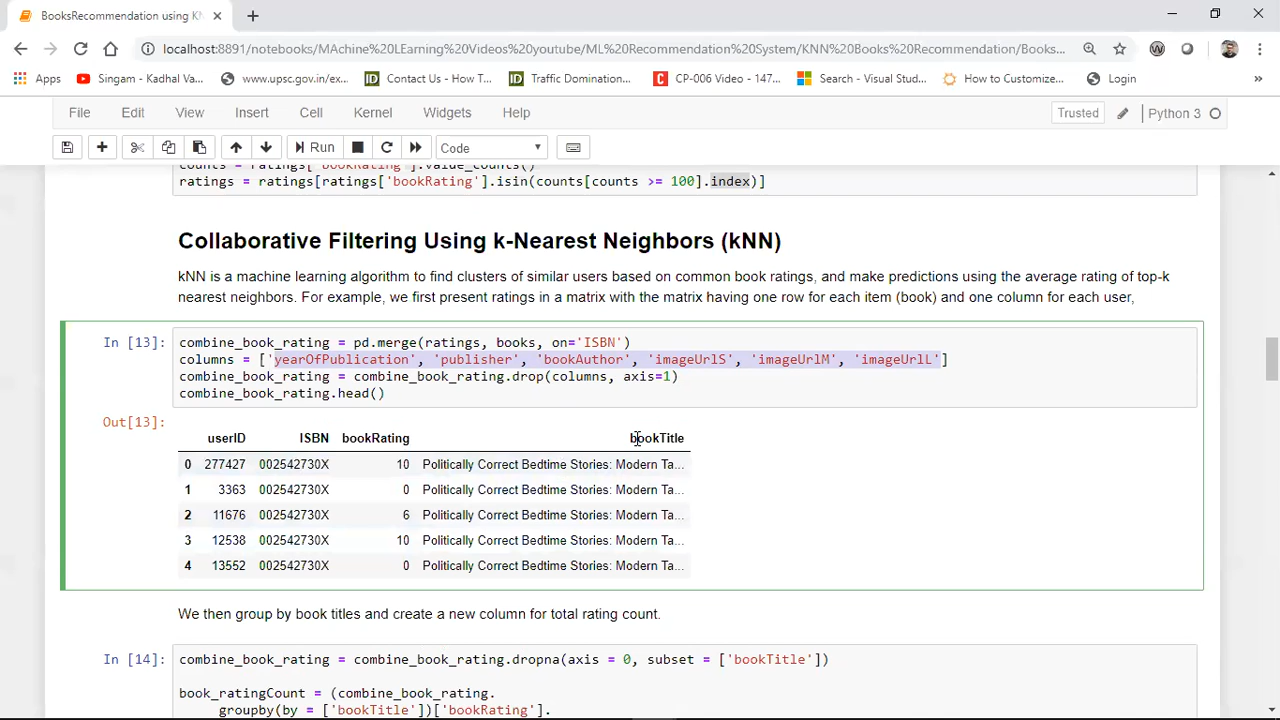 BooksRecommendation using KN
localhost:8891/notebooks/MAchine%20LEarning%20Videos%20youtube/ML%20Recommendation%20System/KNN%20Books%20Recommendation/Books...
Apps Singam - Kadhal Va... www.upsc.gov.in/ex... Contact Us - How T... Traffic Domination... CP-006 Video - 147... Search - Visual Stud... How to Customize... Login »
File Edit View Insert Cell Kernel Widgets Help Trusted Python 3
Run Code
counts = ratings['bookRating'].value_counts()
ratings = ratings[ratings['bookRating'].isin(counts[counts >= 100].index)]
Collaborative Filtering Using k-Nearest Neighbors (kNN)
kNN is a machine learning algorithm to find clusters of similar users based on common book ratings, and make predictions using the average rating of top-k
nearest neighbors. For example, we first present ratings in a matrix with the matrix having one row for each item (book) and one column for each user,
In [13]: combine_book_rating = pd.merge(ratings, books, on='ISBN')
columns = ['yearOfPublication', 'publisher', 'bookAuthor', 'imageUrlS', 'imageUrlM', 'imageUrlL']
combine_book_rating = combine_book_rating.drop(columns, axis=1)
combine_book_rating.head()
Out[13]:
userID ISBN bookRating bookTitle
0 277427 002542730X 10 Politically Correct Bedtime Stories: Modern Ta...
1 3363 002542730X 0 Politically Correct Bedtime Stories: Modern Ta...
2 11676 002542730X 6 Politically Correct Bedtime Stories: Modern Ta...
3 12538 002542730X 10 Politically Correct Bedtime Stories: Modern Ta...
4 13552 002542730X 0 Politically Correct Bedtime Stories: Modern Ta...
We then group by book titles and create a new column for total rating count.
In [14]: combine_book_rating = combine_book_rating.dropna(axis = 0, subset = ['bookTitle'])
book_ratingCount = (combine_book_rating.
groupby(by = ['bookTitle'])['bookRating'].